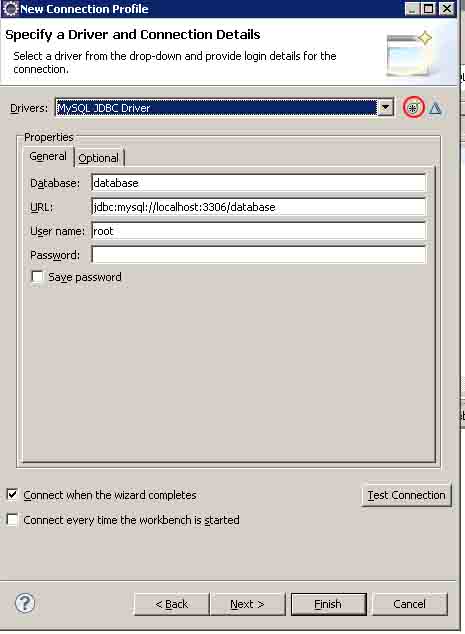 New Connection Profile
Specify a Driver and Connection Details
Select a driver from the drop-down and provide login details for the
connection.
Drivers: MySQL JDBC Driver
Properties
General Optional
Database: database
URL: jdbc:mysql://localhost:3306/database
User name: root
Password:
Save password
Connect when the wizard completes Test Connection
Connect every time the workbench is started
? < Back Next > Finish Cancel